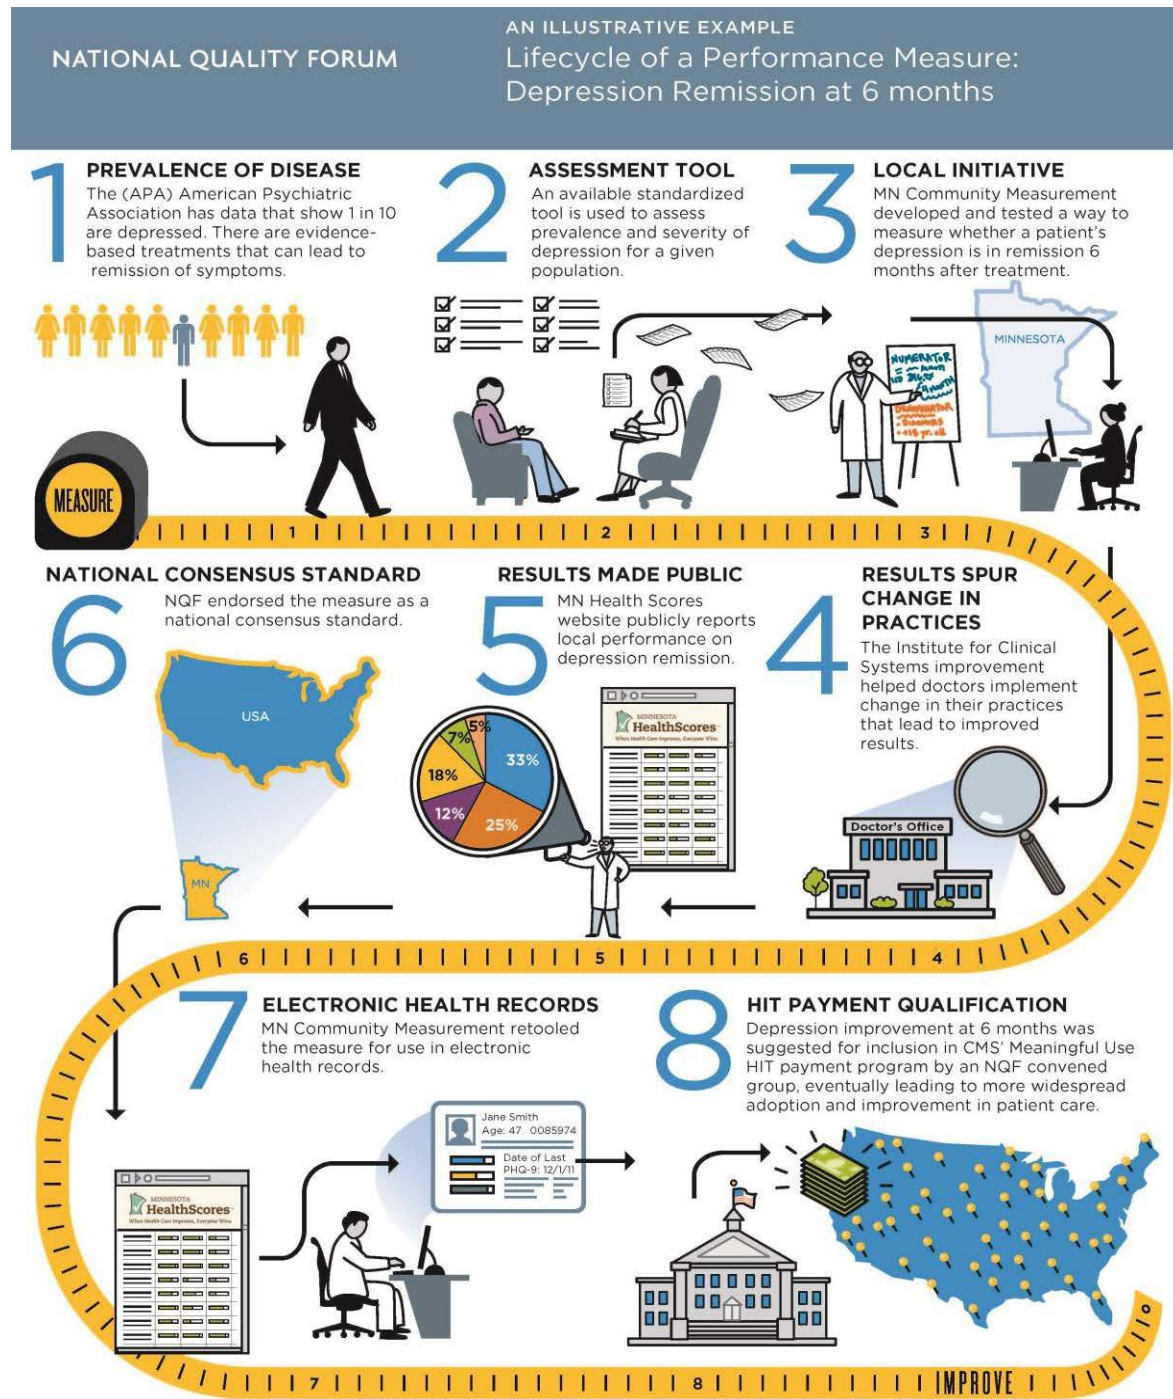 NATIONAL QUALITY FORUM
AN ILLUSTRATIVE EXAMPLE
Lifecycle of a Performance Measure:
Depression Remission at 6 months
1
PREVALENCE OF DISEASE
The (APA) American Psychiatric
Association has data that show 1 in 10
are depressed. There are evidence-
based treatments that can lead to
remission of symptoms.
2
ASSESSMENT TOOL
An available standardized
tool is used to assess
prevalence and severity of
depression for a given
population.
3
LOCAL INITIATIVE
MN Community Measurement
developed and tested a way to
measure whether a patient's
depression is in remission 6
months after treatment.
NUMERATOR
DENOMINATOR
MINNESOTA
MEASURE
1
2
3
4
RESULTS SPUR
CHANGE IN
PRACTICES
The Institute for Clinical
Systems improvement
helped doctors implement
change in their practices
that lead to improved
results.
Doctor's Office
5
RESULTS MADE PUBLIC
MN Health Scores
website publicly reports
local performance on
depression remission.
5%
7%
33%
18%
12%
25%
MINNESOTA
HealthScores
When Health Care Improves, Everyone Wins.
6
NATIONAL CONSENSUS STANDARD
NQF endorsed the measure as a
national consensus standard.
USA
MN
6
5
4
7
ELECTRONIC HEALTH RECORDS
MN Community Measurement retooled
the measure for use in electronic
health records.
Jane Smith
Age: 47 0085974
Date of Last
PHQ-9: 12/1/11
MINNESOTA
HealthScores
When Health Care Improves, Everyone Wins.
8
HIT PAYMENT QUALIFICATION
Depression improvement at 6 months was
suggested for inclusion in CMS' Meaningful Use
HIT payment program by an NQF convened
group, eventually leading to more widespread
adoption and improvement in patient care.
7
8
IMPROVE